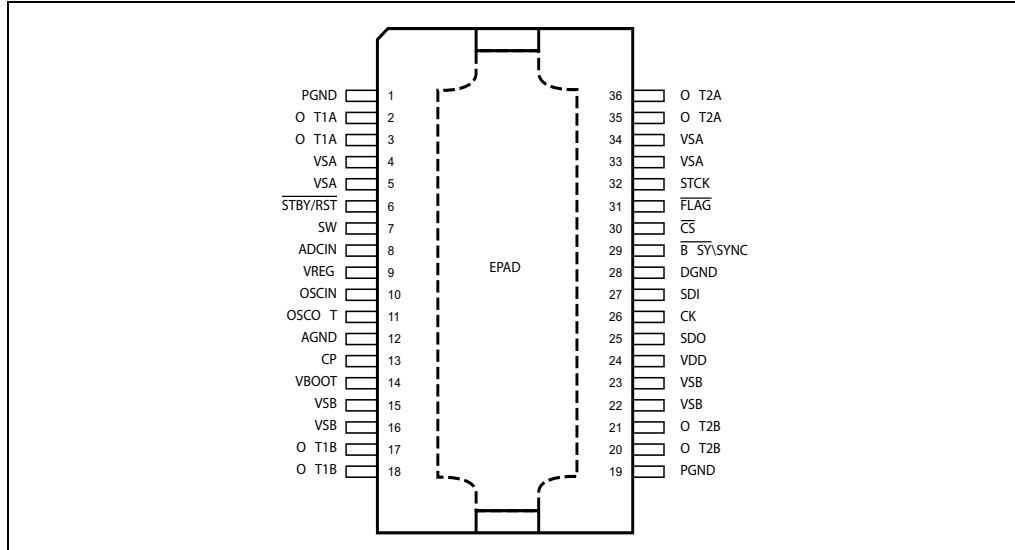 PGND 1
O T1A 2
O T1A 3
VSA 4
VSA 5
STBY/RST 6
SW 7
ADCIN 8
VREG 9
OSCIN 10
OSCO T 11
AGND 12
CP 13
VBOOT 14
VSB 15
VSB 16
O T1B 17
O T1B 18
EPAD
36 O T2A
35 O T2A
34 VSA
33 VSA
32 STCK
31 FLAG
30 CS
29 B SY\SYNC
28 DGND
27 SDI
26 CK
25 SDO
24 VDD
23 VSB
22 VSB
21 O T2B
20 O T2B
19 PGND